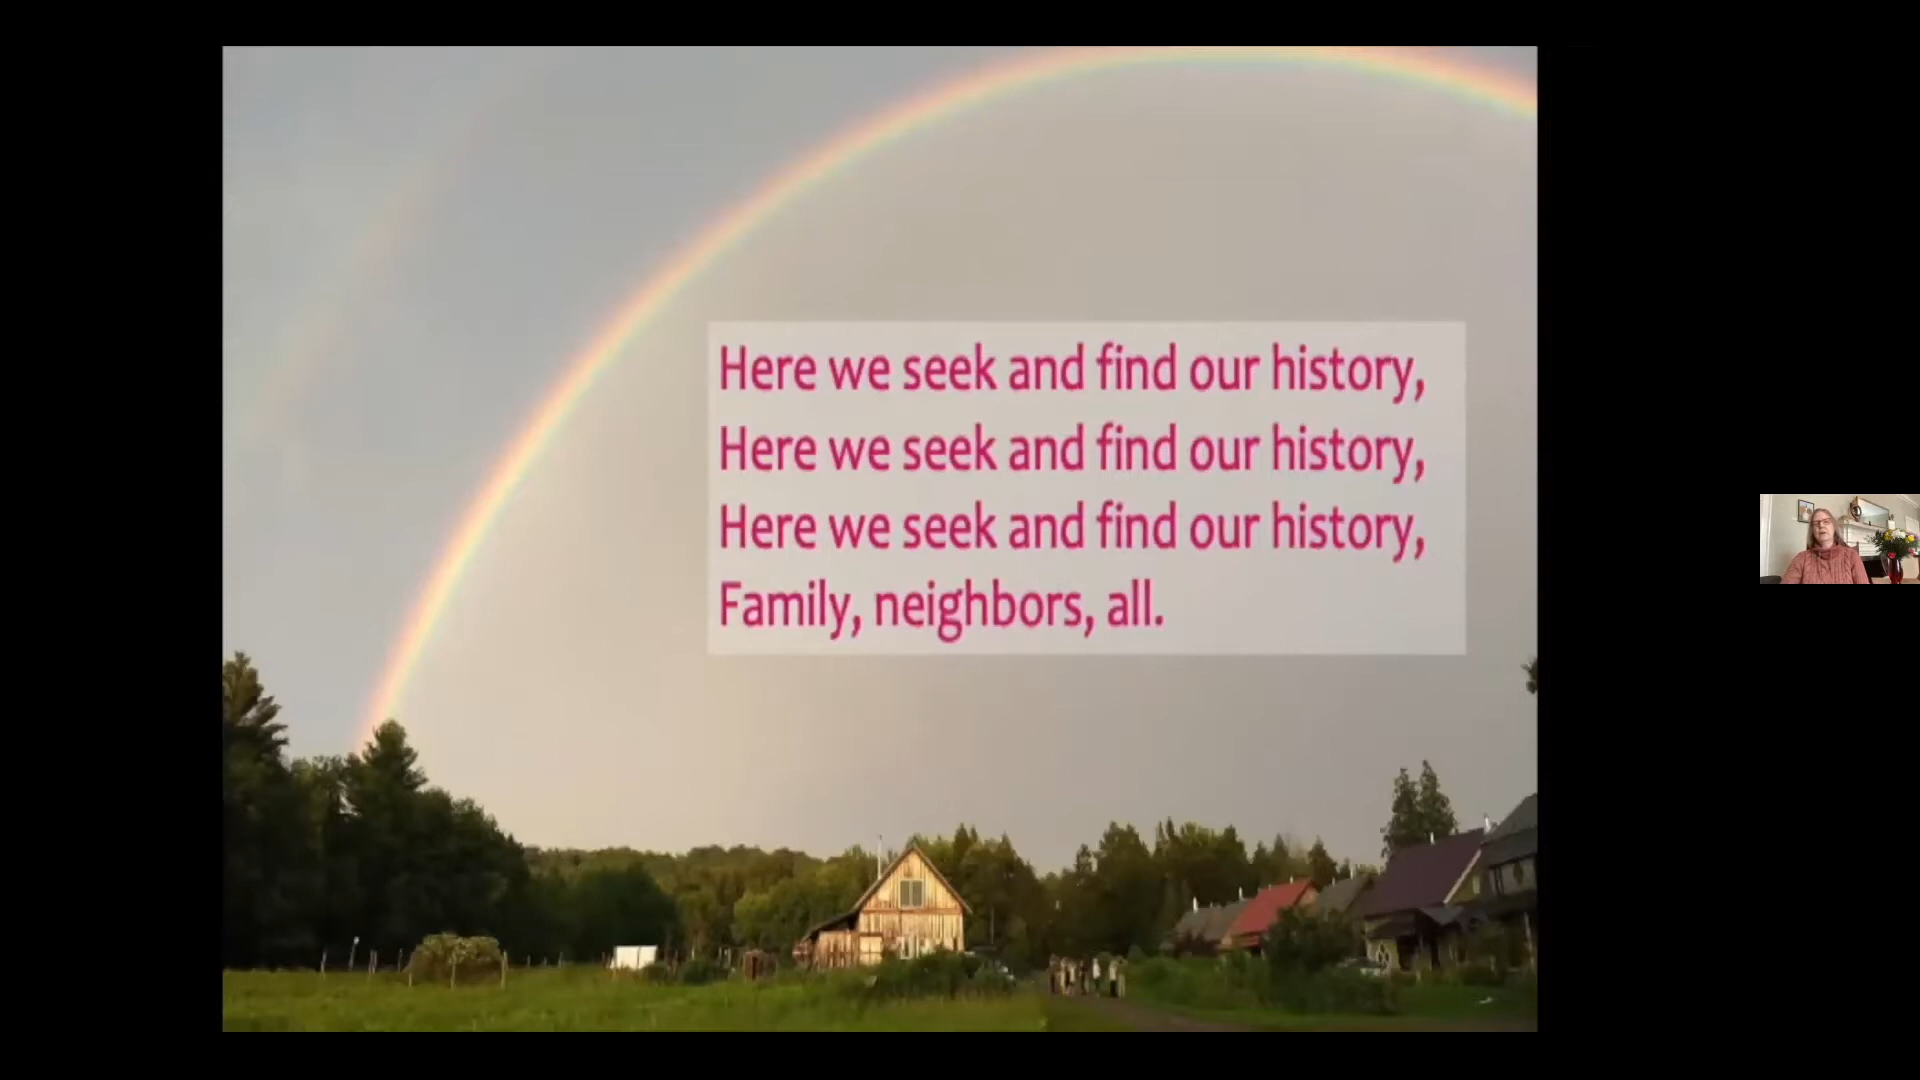 Here we seek and find our history,
Here we seek and find our history,
Here we seek and find our history,
Family, neighbors, all.